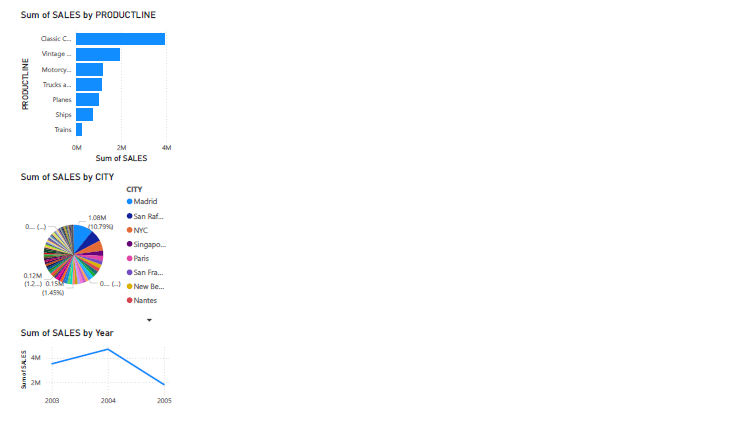 Sum of SALES by PRODUCTLINE
PRODUCTLINE
Classic C...
Vintage ...
Motorcy...
Trucks a...
Planes
Ships
Trains
0M 2M 4M
Sum of SALES
Sum of SALES by CITY
CITY
Madrid
San Raf...
NYC
Singapo...
Paris
San Fra...
New Be...
Nantes
1.08M
(10.79%)
0.... (...)
0.12M
(1.2...)
0.15M
(1.45%)
0.... (...)
Sum of SALES by Year
Sum of SALES
4M
2M
2003 2004 2005